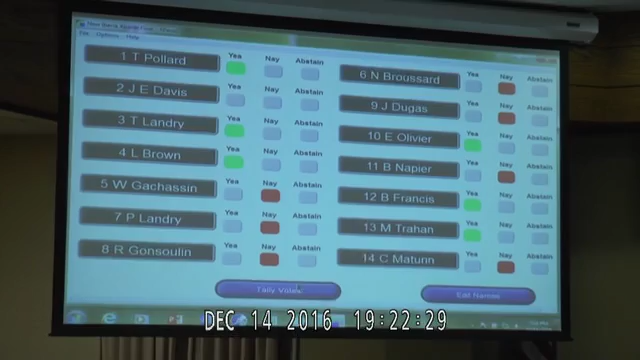 File Options Help
Yea Nay Abstain
1 T Pollard
Yea Nay Abstain
2 J E Davis
Yea Nay Abstain
3 T Landry
Yea Nay Abstain
4 L Brown
Yea Nay Abstain
5 W Gachassin
Yea Nay Abstain
7 P Landry
Yea Nay Abstain
8 R Gonsoulin
Yea Nay Abstain
6 N Broussard
Yea Nay Abstain
9 J Dugas
Yea Nay Abstain
10 E Olivier
Yea Nay Abstain
11 B Napier
Yea Nay Abstain
12 B Francis
Yea Nay Abstain
13 M Trahan
Yea Nay Abstain
14 C Matunn
Tally Votes
Edit Names
DEC 14 2016 19:22:29